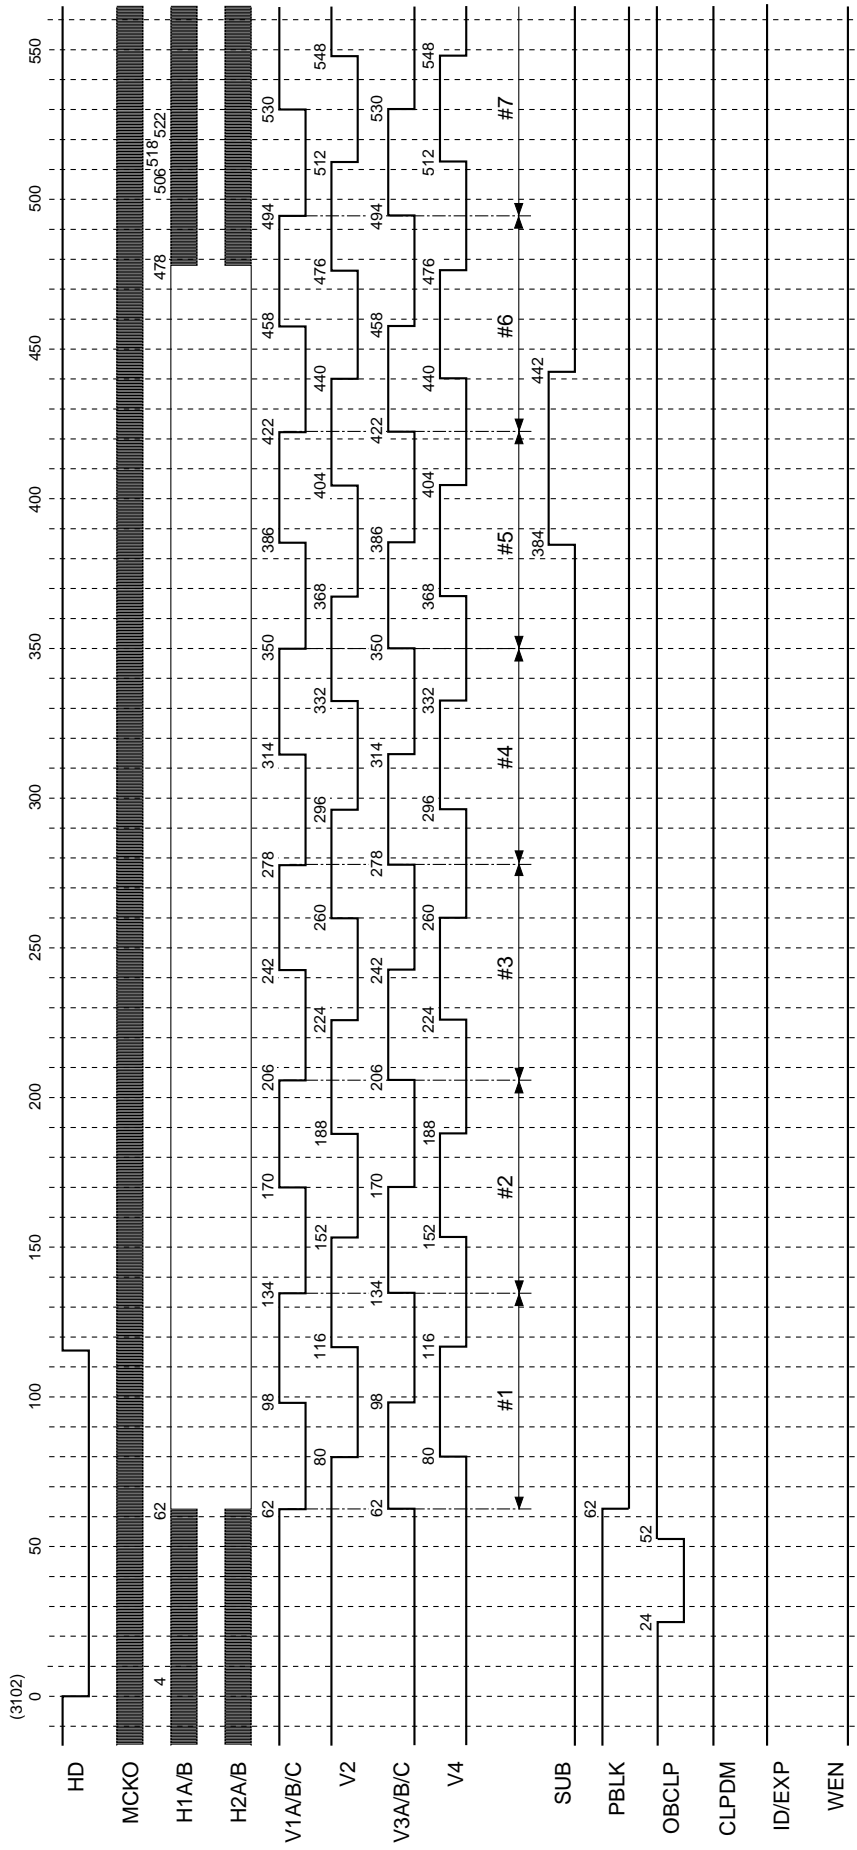 (3102)
0 50 100 150 200 250 300 350 400 450 500 550
HD
MCKO
H1A/B 4 62 478 506 518 522
H2A/B
V1A/B/C 62 98 134 170 206 242 278 314 350 386 422 458 494 530
V2 80 116 152 188 224 260 296 332 368 404 440 476 512 548
V3A/B/C 62 98 134 170 206 242 278 314 350 386 422 458 494 530
V4 80 116 152 188 224 260 296 332 368 404 440 476 512 548
#1 #2 #3 #4 #5 #6 #7
SUB 384 442
PBLK 62
OBCLP 24 52
CLPDM
ID/EXP
WEN